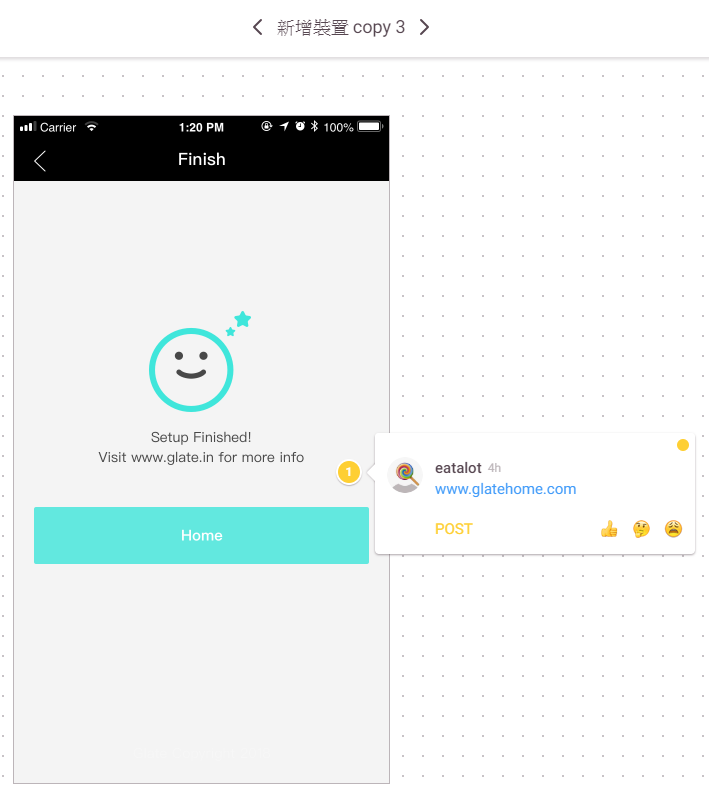 新增裝置 copy 3
Carrier 1:20 PM 100%
Finish
Setup Finished!
Visit www.glate.in for more info
Home
1
eatalot 4h
www.glatehome.com
POST